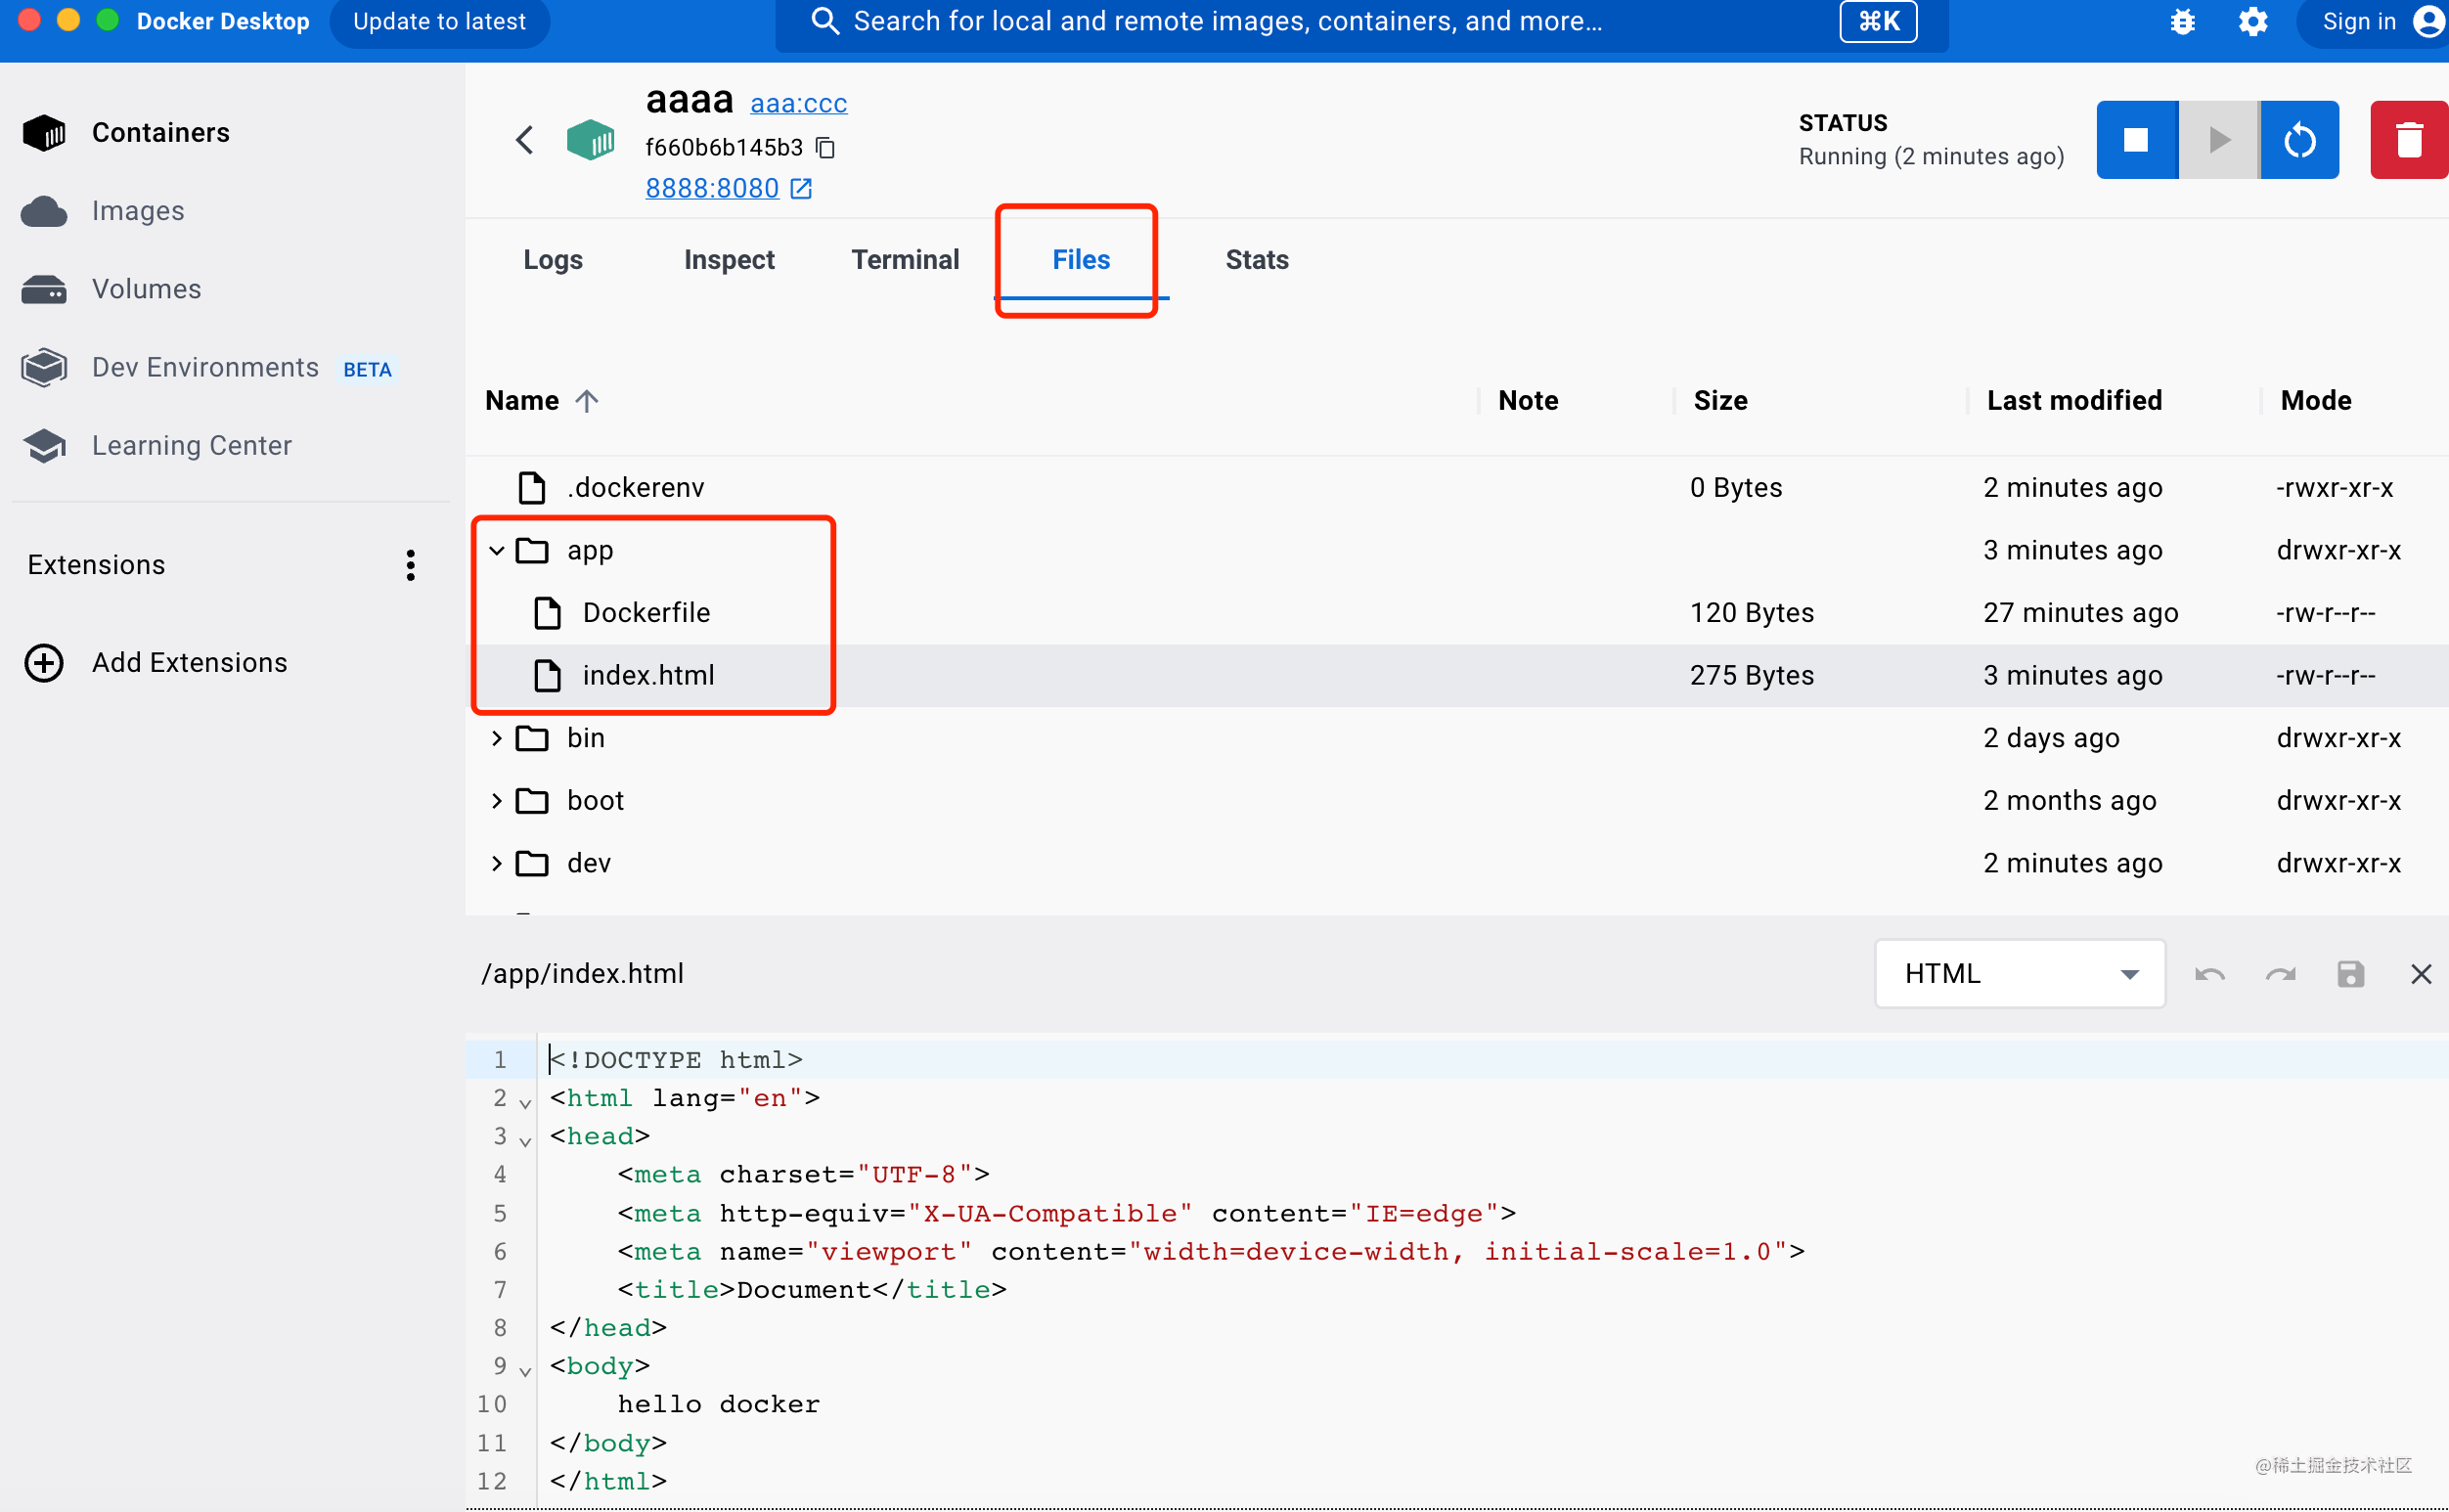 Docker Desktop Update to latest Search for local and remote images, containers, and more... ⌘K Sign in
Containers
Images
Volumes
Dev Environments BETA
Learning Center
Extensions
Add Extensions
aaaa aaa:ccc
f660b6b145b3
8888:8080
STATUS
Running (2 minutes ago)
Logs Inspect Terminal Files Stats
Name Note Size Last modified Mode
.dockerenv 0 Bytes 2 minutes ago -rwxr-xr-x
app 3 minutes ago drwxr-xr-x
Dockerfile 120 Bytes 27 minutes ago -rw-r--r--
index.html 275 Bytes 3 minutes ago -rw-r--r--
bin 2 days ago drwxr-xr-x
boot 2 months ago drwxr-xr-x
dev 2 minutes ago drwxr-xr-x
/app/index.html HTML
1 <!DOCTYPE html>
2 <html lang="en">
3 <head>
4     <meta charset="UTF-8">
5     <meta http-equiv="X-UA-Compatible" content="IE=edge">
6     <meta name="viewport" content="width=device-width, initial-scale=1.0">
7     <title>Document</title>
8 </head>
9 <body>
10     hello docker
11 </body>
12 </html>
@稀土掘金技术社区